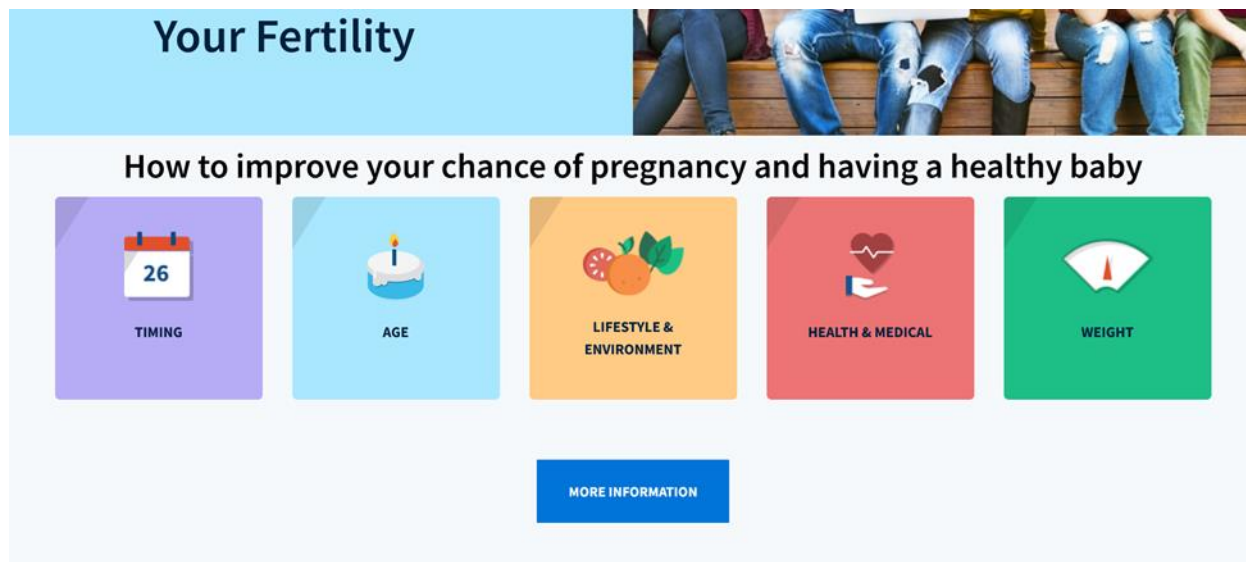 Your Fertility
How to improve your chance of pregnancy and having a healthy baby
26
TIMING
AGE
LIFESTYLE &
ENVIRONMENT
HEALTH & MEDICAL
WEIGHT
MORE INFORMATION